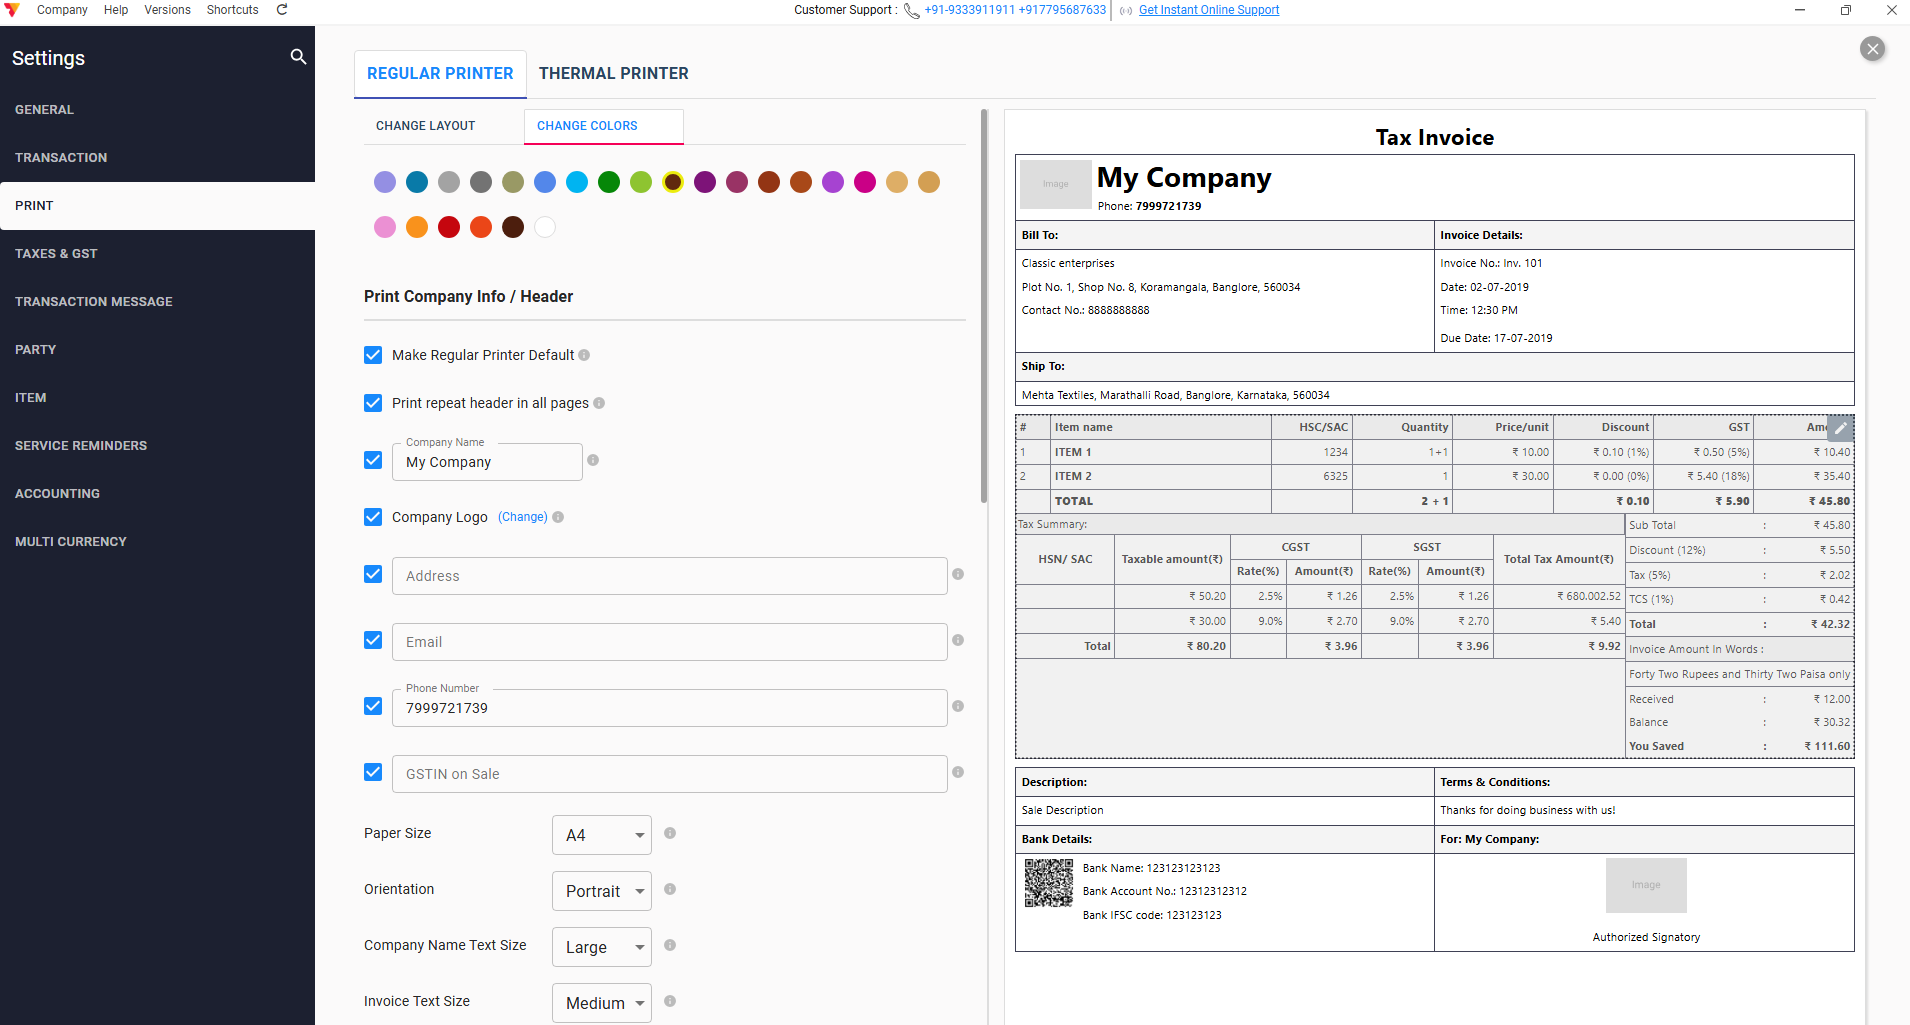 Company Help Versions Shortcuts
Customer Support : +91-9333911911 +917795687633 Get Instant Online Support
Settings
GENERAL
TRANSACTION
PRINT
TAXES & GST
TRANSACTION MESSAGE
PARTY
ITEM
SERVICE REMINDERS
ACCOUNTING
MULTI CURRENCY
REGULAR PRINTER THERMAL PRINTER
CHANGE LAYOUT CHANGE COLORS
Print Company Info / Header
Make Regular Printer Default
Print repeat header in all pages
Company Name
My Company
Company Logo (Change)
Address
Email
Phone Number
7999721739
GSTIN on Sale
Paper Size A4
Orientation Portrait
Company Name Text Size Large
Invoice Text Size Medium
Tax Invoice
Image
My Company
Phone: 7999721739
Bill To: Invoice Details:
Classic enterprises Invoice No.: Inv. 101
Plot No. 1, Shop No. 8, Koramangala, Banglore, 560034 Date: 02-07-2019
Contact No.: 8888888888 Time: 12:30 PM
Due Date: 17-07-2019
Ship To:
Mehta Textiles, Marathalli Road, Banglore, Karnataka, 560034
# Item name HSC/SAC Quantity Price/unit Discount GST Am
1 ITEM 1 1234 1+1 ₹ 10.00 ₹ 0.10 (1%) ₹ 0.50 (5%) ₹ 10.40
2 ITEM 2 6325 1 ₹ 30.00 ₹ 0.00 (0%) ₹ 5.40 (18%) ₹ 35.40
TOTAL 2 + 1 ₹ 0.10 ₹ 5.90 ₹ 45.80
Tax Summary:
HSN/ SAC Taxable amount(₹) CGST SGST Total Tax Amount(₹)
Rate(%) Amount(₹) Rate(%) Amount(₹)
₹ 50.20 2.5% ₹ 1.26 2.5% ₹ 1.26 ₹ 680.002.52
₹ 30.00 9.0% ₹ 2.70 9.0% ₹ 2.70 ₹ 5.40
Total ₹ 80.20 ₹ 3.96 ₹ 3.96 ₹ 9.92
Sub Total : ₹ 45.80
Discount (12%) : ₹ 5.50
Tax (5%) : ₹ 2.02
TCS (1%) : ₹ 0.42
Total : ₹ 42.32
Invoice Amount In Words :
Forty Two Rupees and Thirty Two Paisa only
Received : ₹ 12.00
Balance : ₹ 30.32
You Saved : ₹ 111.60
Description: Terms & Conditions:
Sale Description Thanks for doing business with us!
Bank Details: For: My Company:
Bank Name: 123123123123
Bank Account No.: 12312312312
Bank IFSC code: 123123123
Image
Authorized Signatory